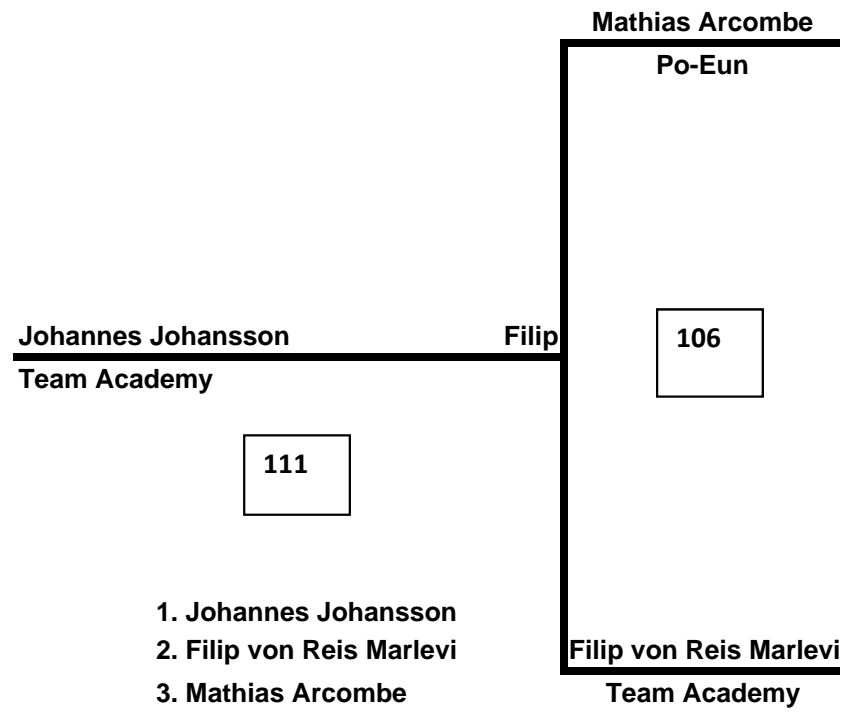 Mathias Arcombe
Po-Eun
Johannes Johansson Filip
106
Team Academy
111
1. Johannes Johansson
2. Filip von Reis Marlevi
Filip von Reis Marlevi
3. Mathias Arcombe
Team Academy